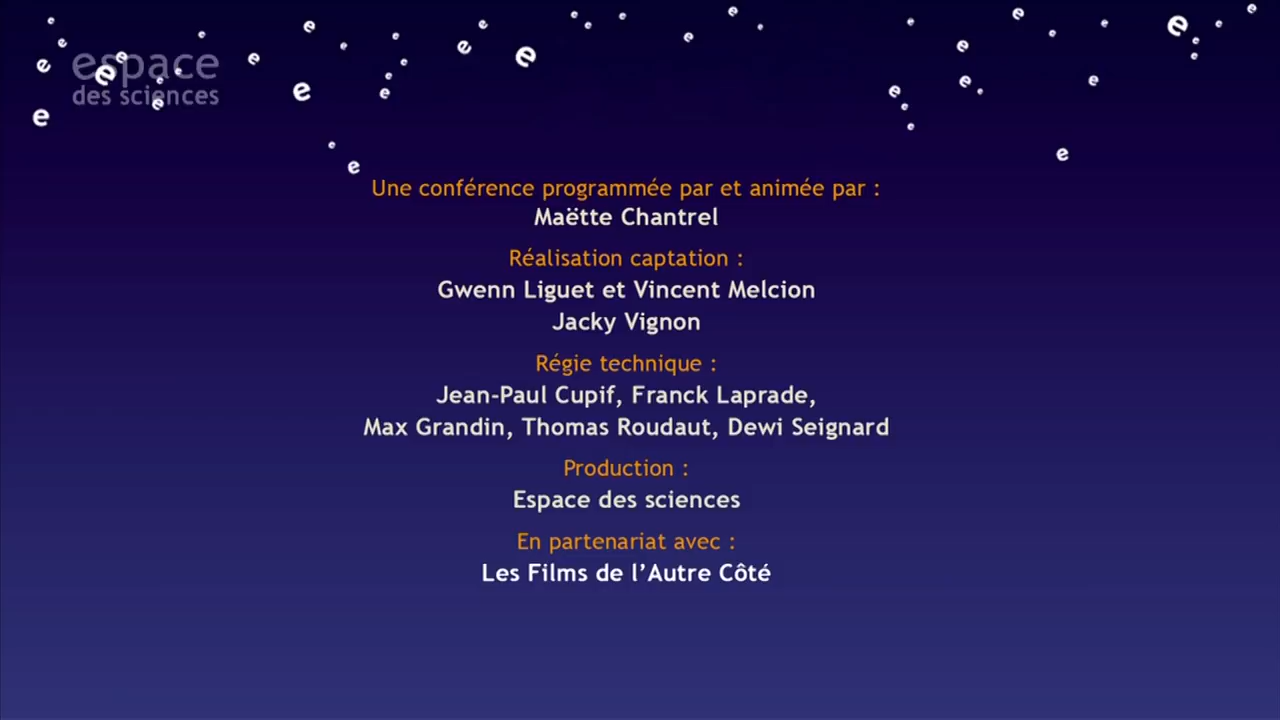 espace
des sciences
Une conférence programmée par et animée par :
Maëtte Chantrel
Réalisation captation :
Gwenn Liguet et Vincent Melcion
Jacky Vignon
Régie technique :
Jean-Paul Cupif, Franck Laprade,
Max Grandin, Thomas Roudaut, Dewi Seignard
Production :
Espace des sciences
En partenariat avec :
Les Films de l’Autre Côté